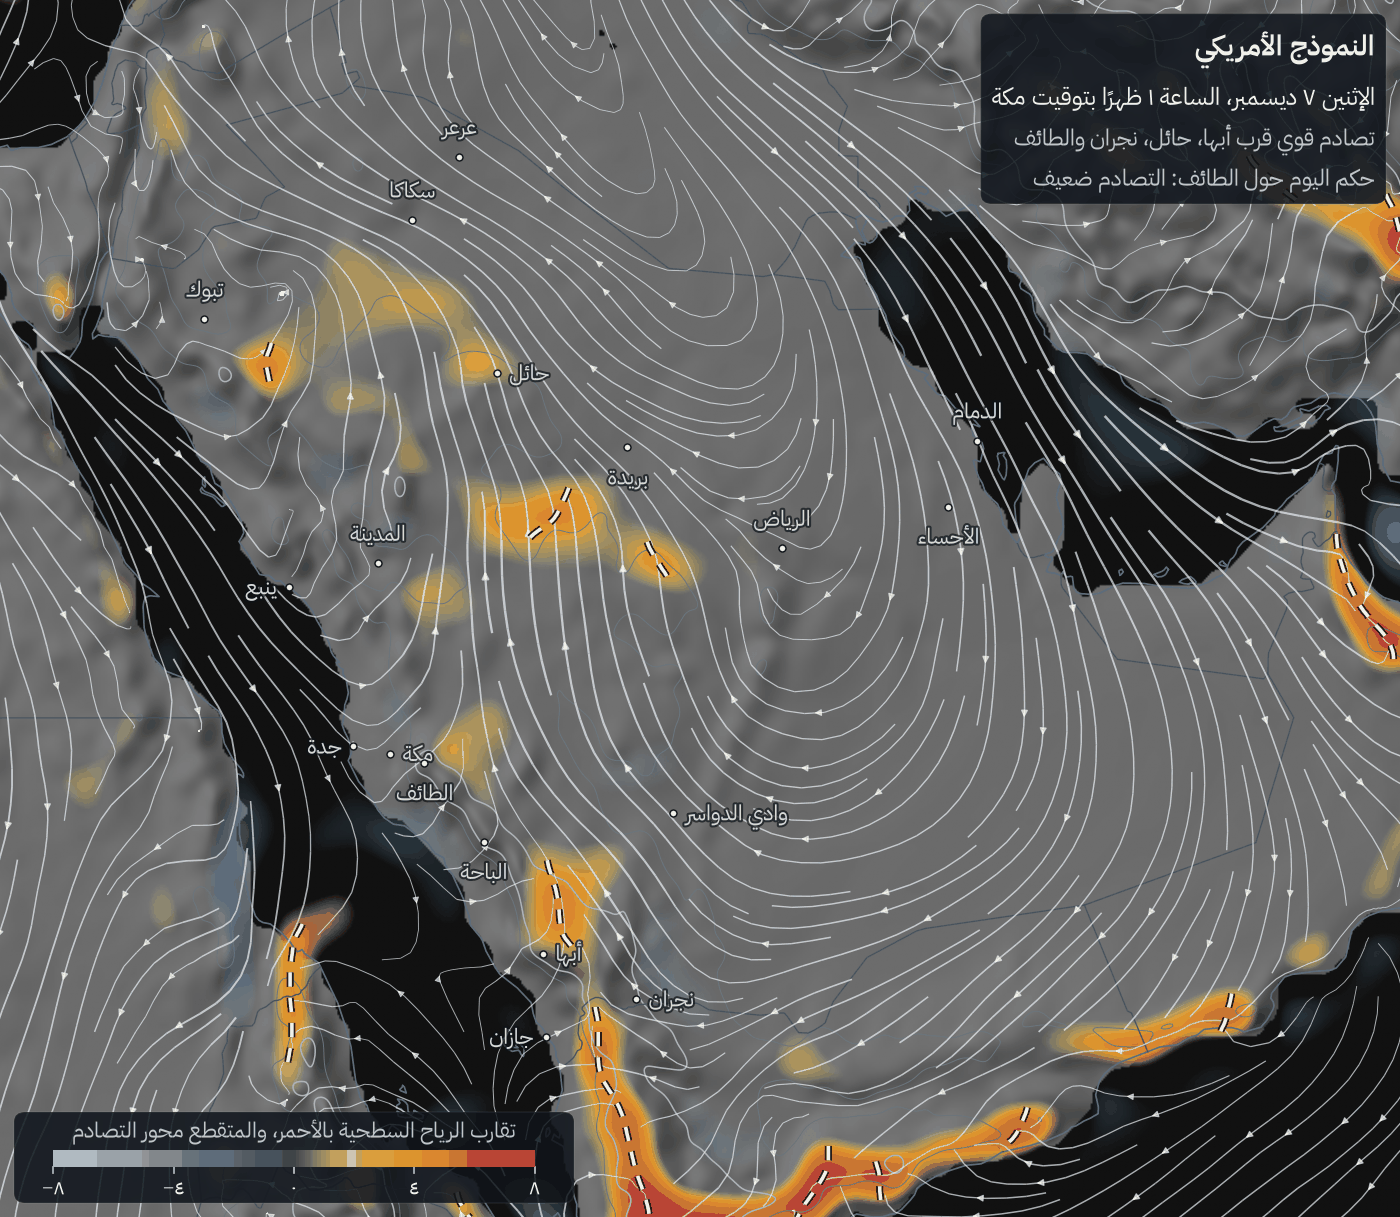 النموذج الأمريكي
الإثنين ٧ ديسمبر، الساعة ١ ظهرًا بتوقيت مكة
تصادم قوي قرب أبها، حائل، نجران والطائف
حكم اليوم حول الطائف: التصادم ضعيف
عرعر
سكاكا
تبوك
حائل
الدمام
بريدة
الرياض
الأحساء
المدينة
ينبع
جدة
مكة
الطائف
وادي الدواسر
الباحة
أبها
نجران
جازان
تقارب الرياح السطحية بالأحمر، والمتقطع محور التصادم
−٨ −٤ ٠ ٤ ٨